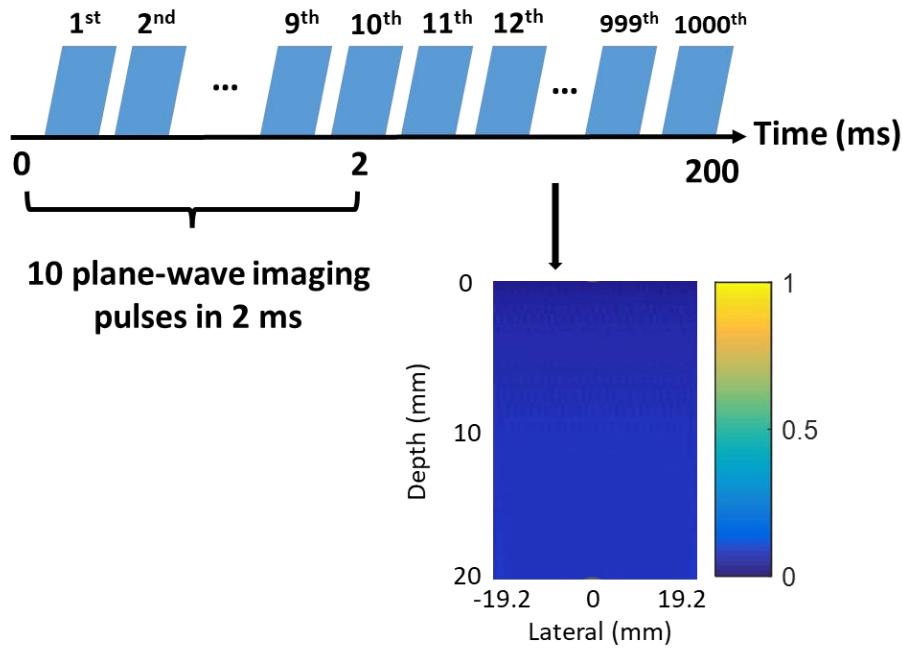 1st 2nd 9th 10th 11th 12th 999th 1000th
... ...
Time (ms)
0 2 200
10 plane-wave imaging
pulses in 2 ms
0
10
20
Depth (mm)
-19.2 0 19.2
Lateral (mm)
1
0.5
0